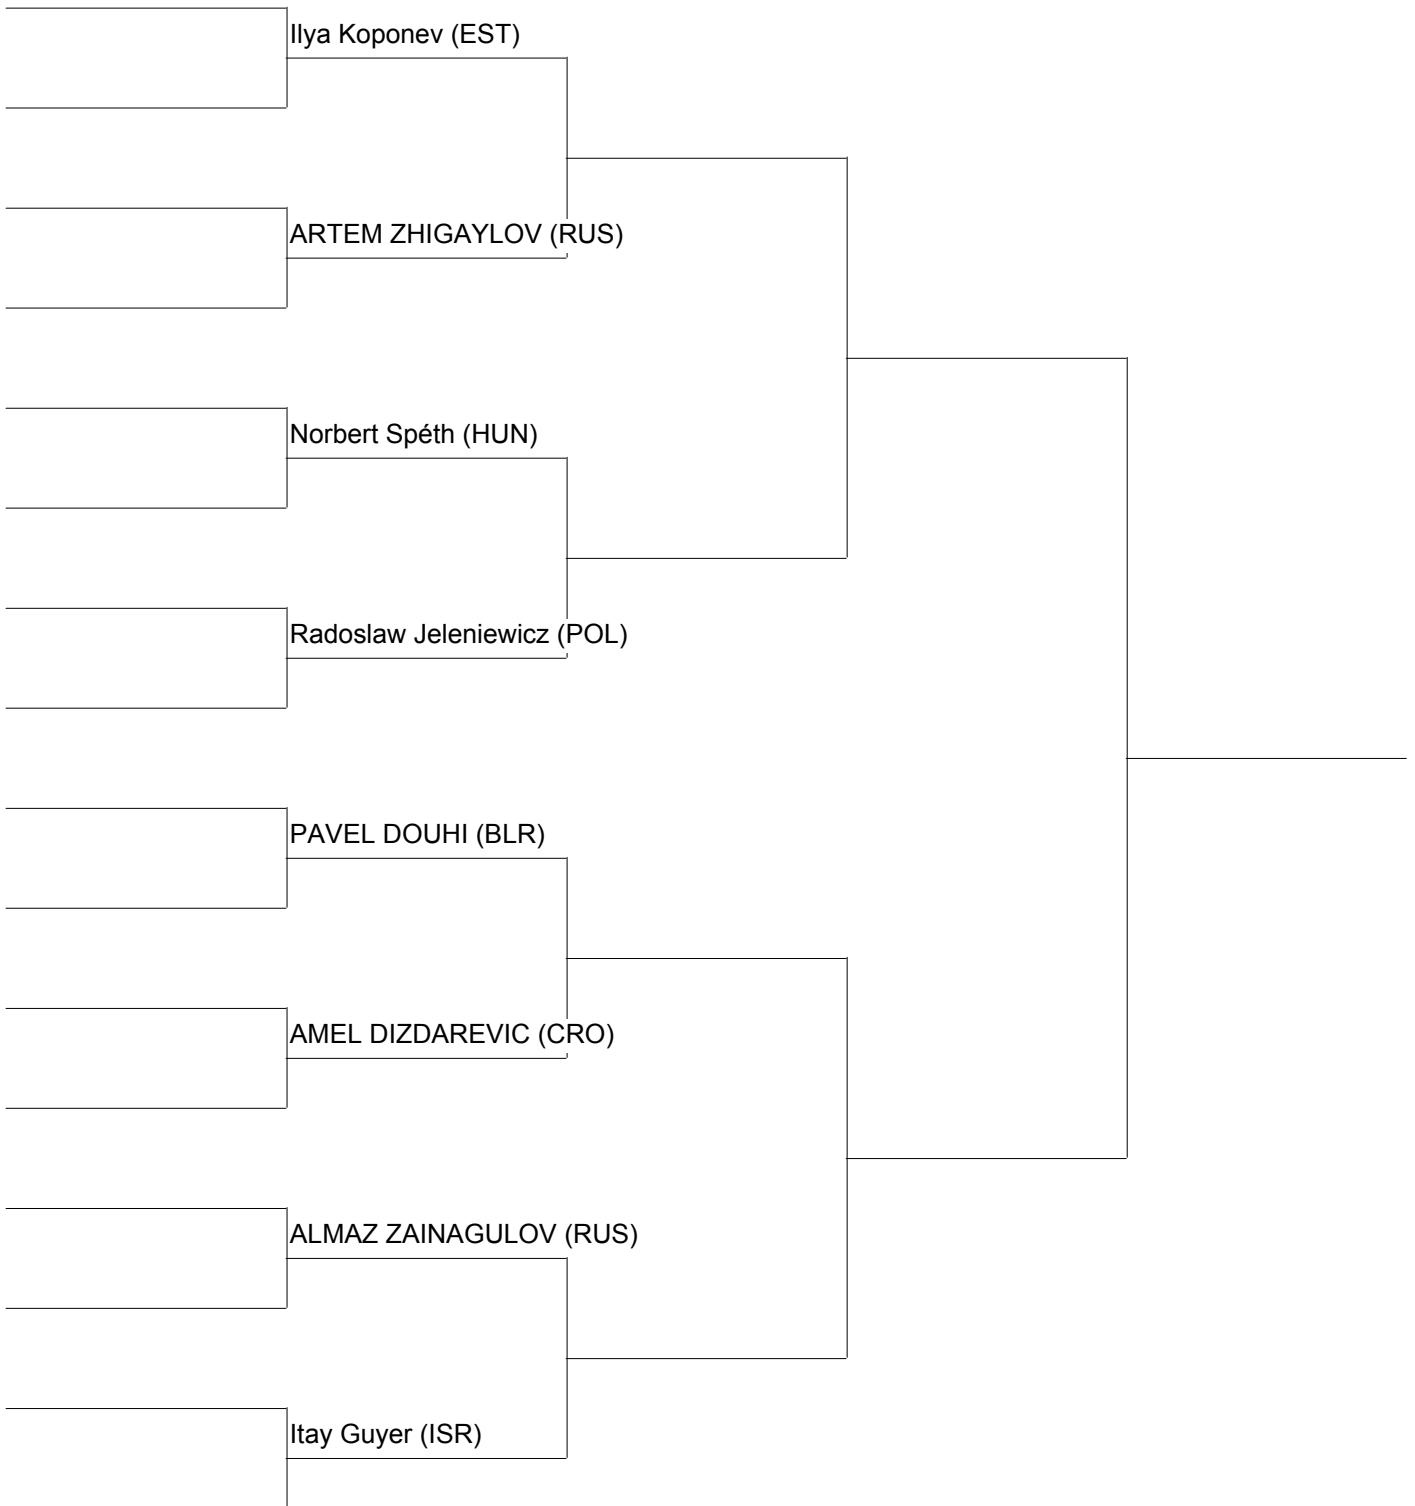 Ilya Koponev (EST)
ARTEM ZHIGAYLOV (RUS)
Norbert Spéth (HUN)
Radoslaw Jeleniewicz (POL)
PAVEL DOUHI (BLR)
AMEL DIZDAREVIC (CRO)
ALMAZ ZAINAGULOV (RUS)
Itay Guyer (ISR)